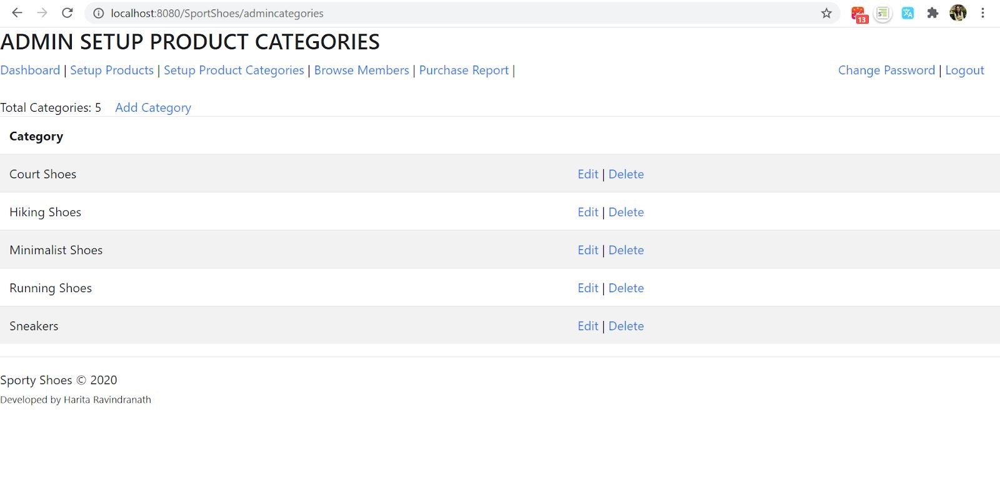 localhost:8080/SportShoes/admincategories
13
ADMIN SETUP PRODUCT CATEGORIES
Dashboard | Setup Products | Setup Product Categories | Browse Members | Purchase Report | Change Password | Logout
Total Categories: 5 Add Category
Category
Court Shoes Edit | Delete
Hiking Shoes Edit | Delete
Minimalist Shoes Edit | Delete
Running Shoes Edit | Delete
Sneakers Edit | Delete
Sporty Shoes © 2020
Developed by Harita Ravindranath